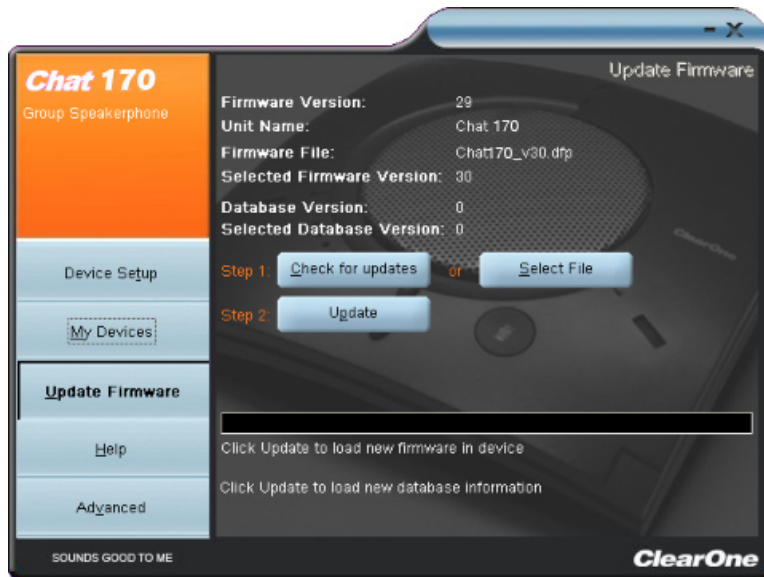 Chat 170
Group Speakerphone
Update Firmware
Firmware Version: 29
Unit Name: Chat 170
Firmware File: Chat170_v30.dfp
Selected Firmware Version: 30
Database Version: 0
Selected Database Version: 0
Step 1: Check for updates or Select File
Step 2: Update
Device Setup
My Devices
Update Firmware
Help
Advanced
Click Update to load new firmware in device
Click Update to load new database information
SOUNDS GOOD TO ME
ClearOne
ClearOne